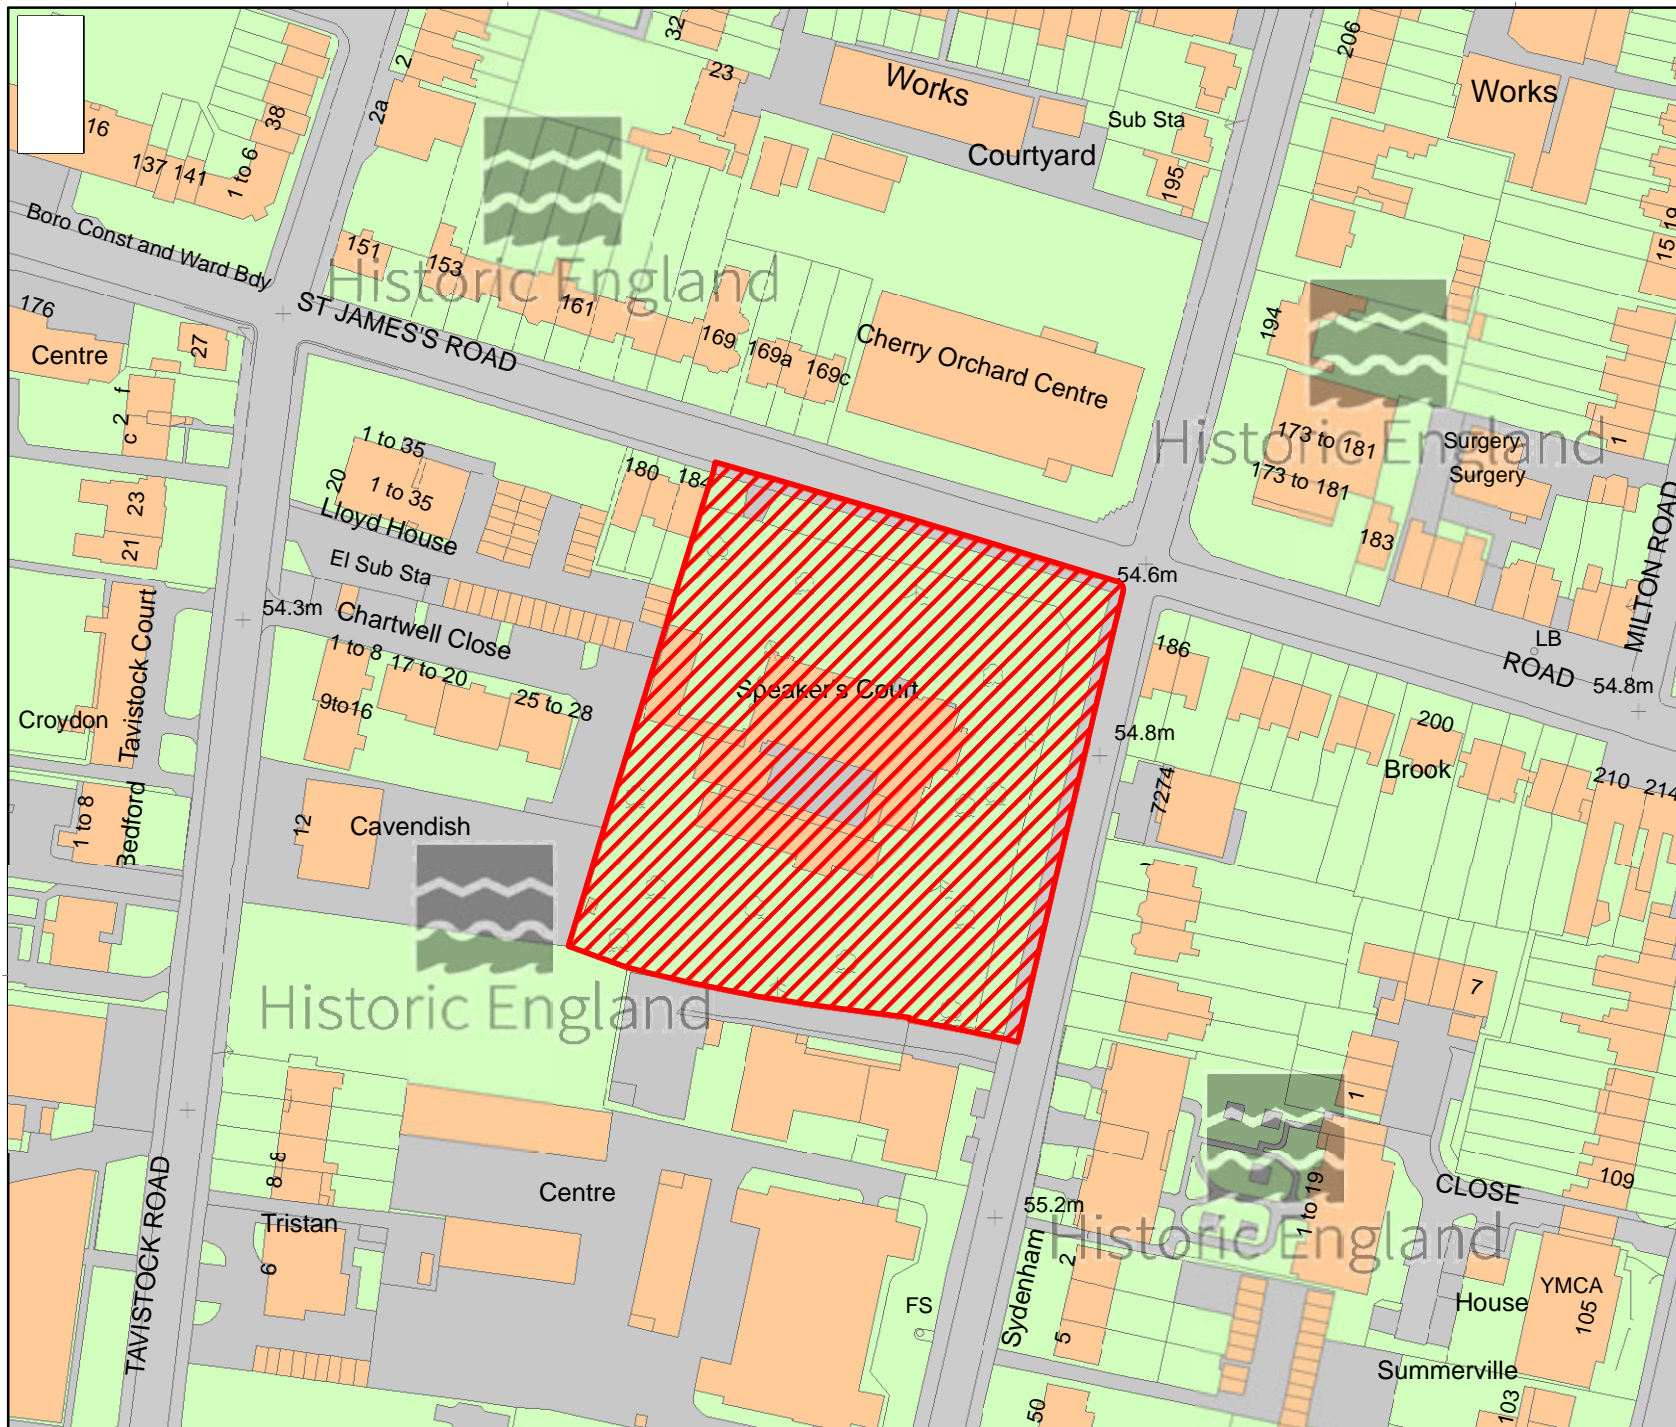 32
206
2
23
Works
Works
2a
38
Sub Sta
16
Courtyard
137
141
1 to 6
195
19
15
Boro Const and Ward Bdy
151
153
Historic England
161
176
ST JAMES'S ROAD
194
Centre
27
169
169a
169c
Cherry Orchard Centre
Historic England
2 f
c
1 to 35
173 to 181
Surgery
1
180
184
173 to 181
Surgery
20
1 to 35
23
Lloyd House
21
183
MILTON ROAD
El Sub Sta
54.6m
54.3m
Chartwell Close
Tavistock Court
1 to 8
17 to 20
186
LB
ROAD
54.8m
Speaker's Court
9to16
25 to 28
Croydon
200
54.8m
Brook
7274
210
214
1 to 8
Bedford
12
Cavendish
7
Historic England
1
8
Centre
109
CLOSE
55.2m
1 to 19
Tristan
Historic England
TAVISTOCK ROAD
6
2
Sydenham
YMCA
FS
House
105
5
Summerville
50
103